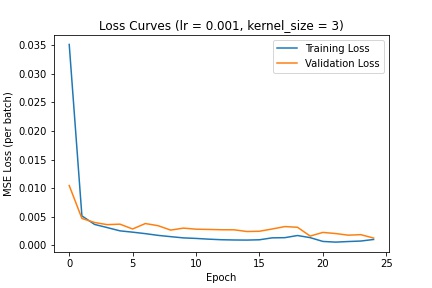 Loss Curves (lr = 0.001, kernel_size = 3)
Training Loss
Validation Loss
MSE Loss (per batch)
0.035
0.030
0.025
0.020
0.015
0.010
0.005
0.000
0 5 10 15 20 25
Epoch